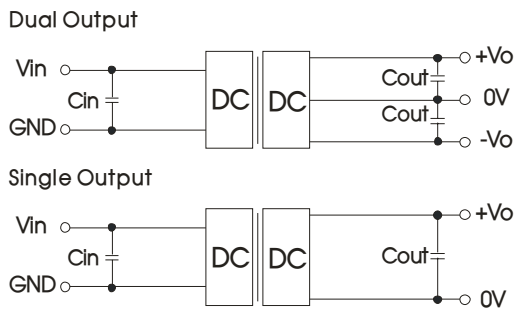 Dual Output
Vin
Cin
GND
DC DC
Cout
Cout
+Vo
0V
-Vo
Single Output
Vin
Cin
GND
DC DC
Cout
+Vo
0V